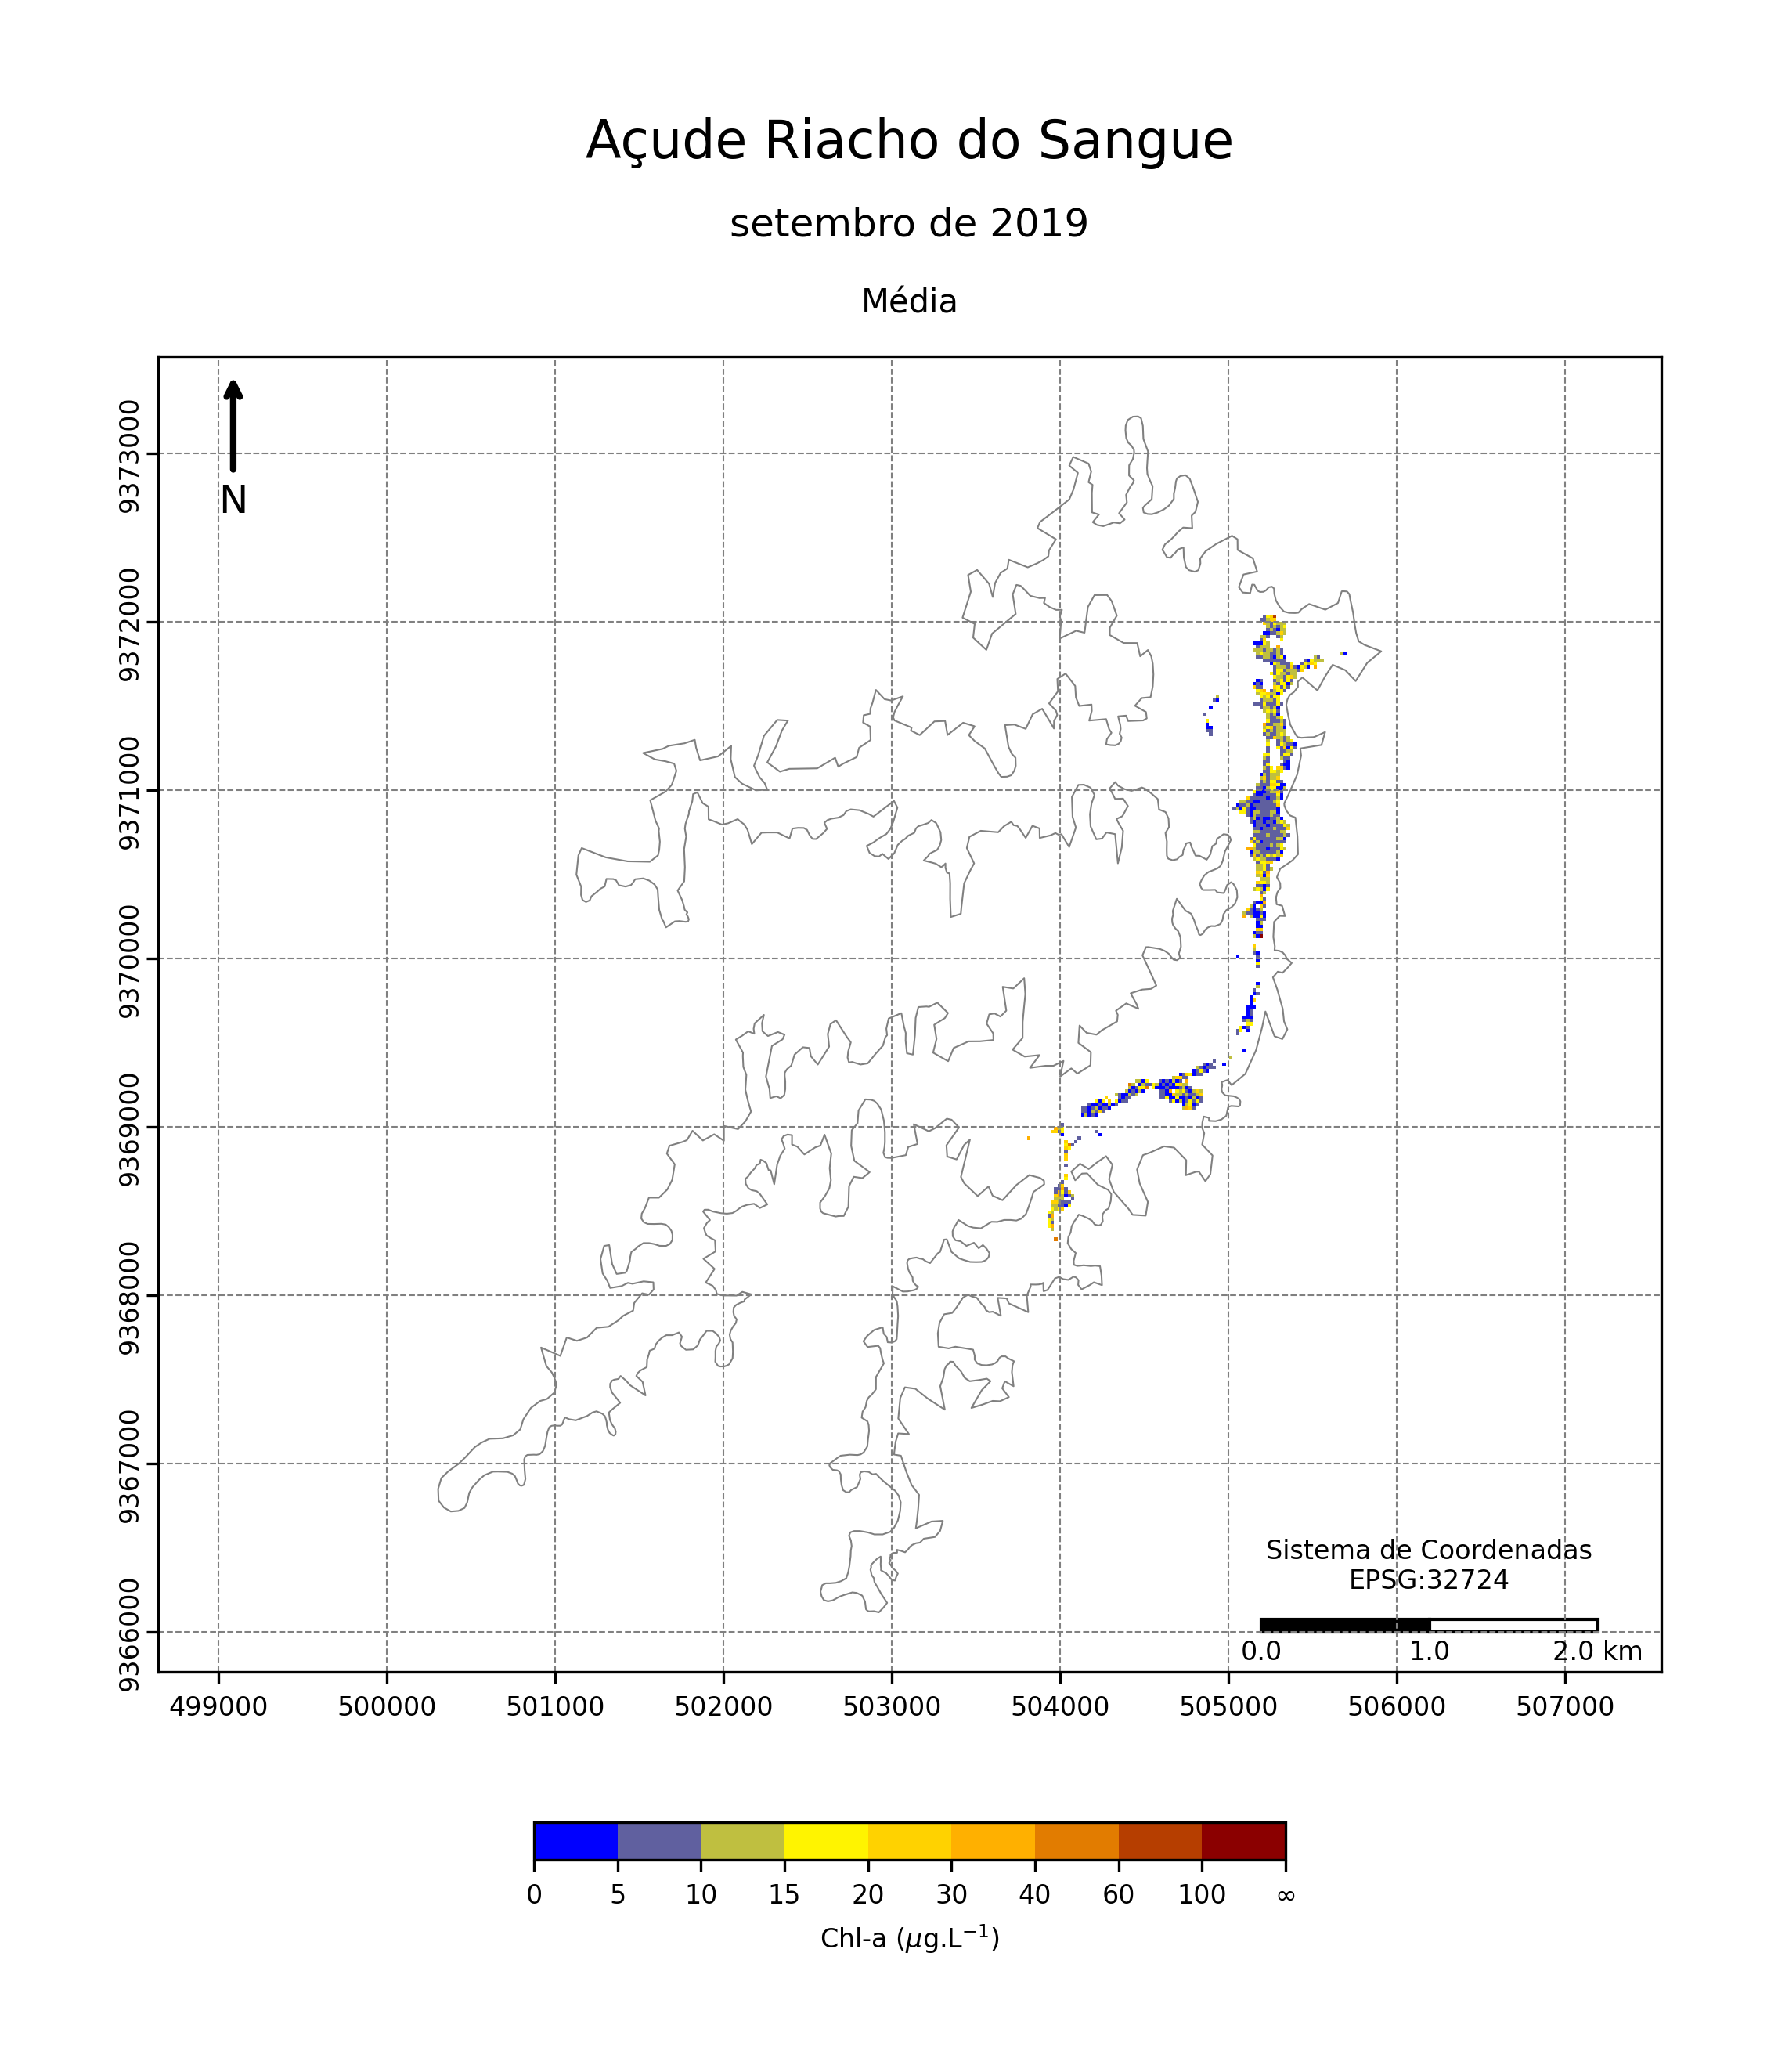 Açude Riacho do Sangue
setembro de 2019
Média
N
9373000
9372000
9371000
9370000
9369000
9368000
9367000
9366000
Sistema de Coordenadas
EPSG:32724
0.0 1.0 2.0 km
499000 500000 501000 502000 503000 504000 505000 506000 507000
0 5 10 15 20 30 40 60 100 ∞
Chl-a (μg.L⁻¹)